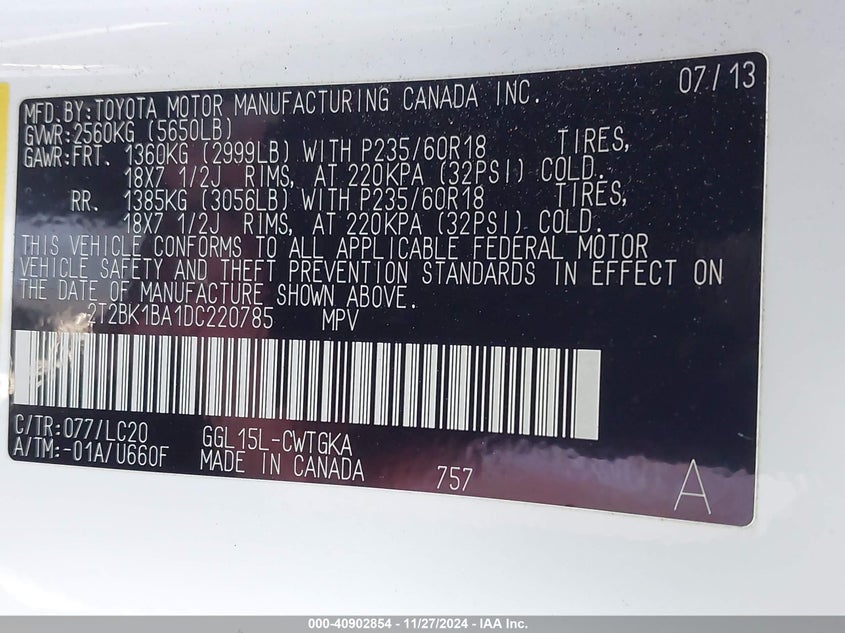 07/13
MFD.BY:TOYOTA MOTOR MANUFACTURING CANADA INC.
GVWR:2560KG (5650LB)
GAWR:FRT. 1360KG (2999LB) WITH P235/60R18 TIRES,
18X7 1/2J RIMS, AT 220KPA (32PSI) COLD.
RR. 1385KG (3056LB) WITH P235/60R18 TIRES,
18X7 1/2J RIMS, AT 220KPA (32PSI) COLD.
THIS VEHICLE CONFORMS TO ALL APPLICABLE FEDERAL MOTOR
VEHICLE SAFETY AND THEFT PREVENTION STANDARDS IN EFFECT ON
THE DATE OF MANUFACTURE SHOWN ABOVE.
2T2BK1BA1DC220785 MPV
C/TR:077/LC20 GGL15L-CWTGKA
A/TM:-01A/U660F MADE IN CANADA 757 A
000-40902854 - 11/27/2024 - IAA Inc.